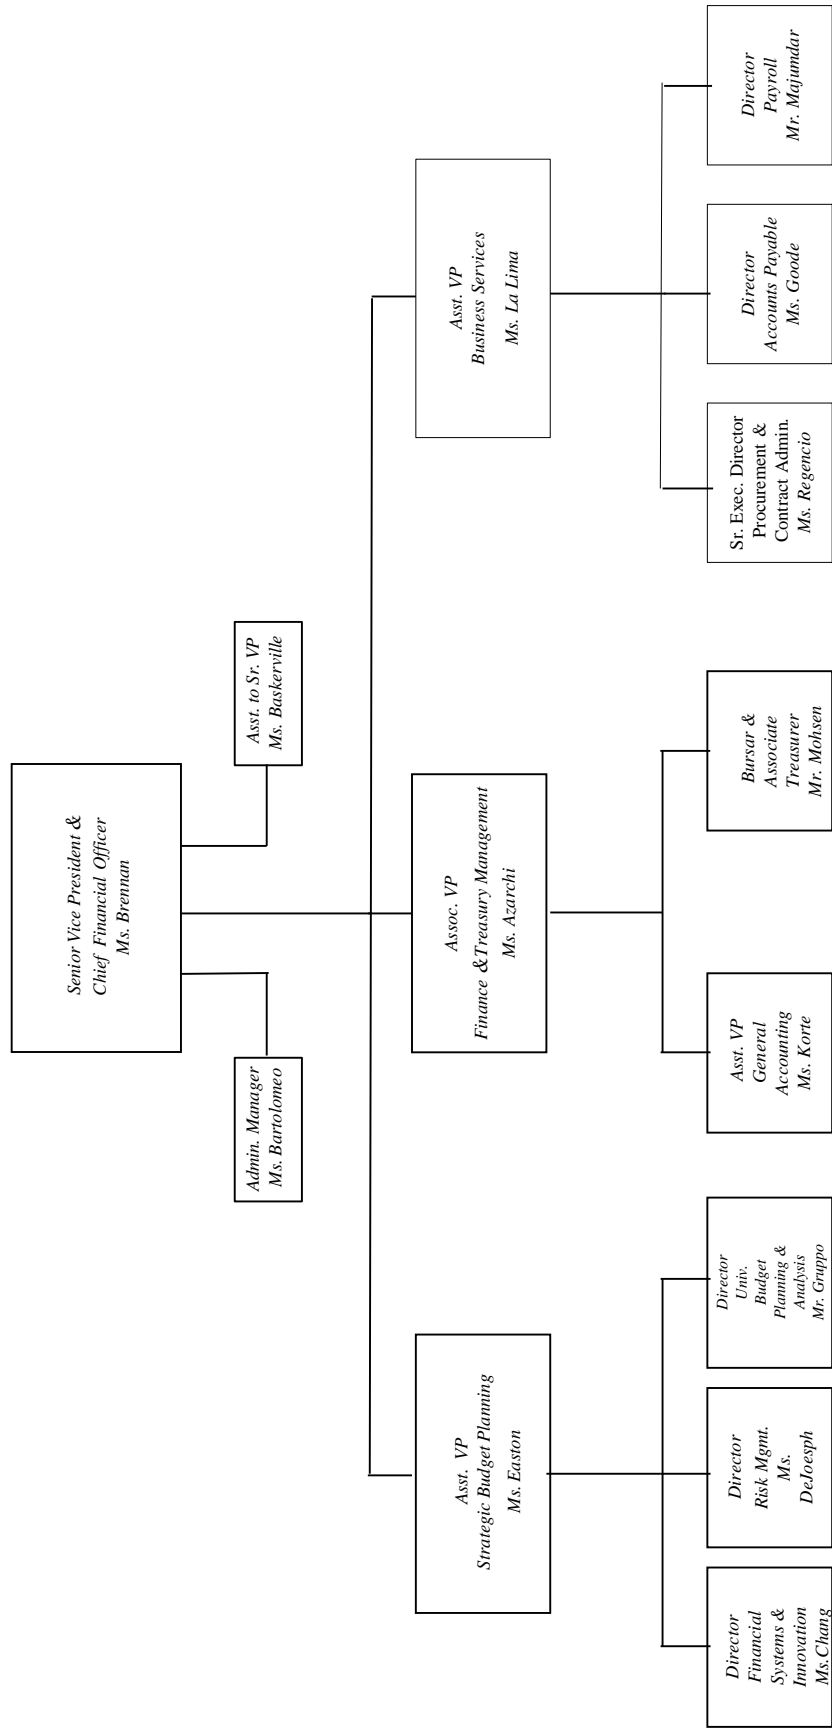 Senior Vice President &
Chief Financial Officer
Ms. Brennan
Admin. Manager
Ms. Bartolomeo
Asst. to Sr. VP
Ms. Baskerville
Asst. VP
Strategic Budget Planning
Ms. Easton
Assoc. VP
Finance &Treasury Management
Ms. Azarchi
Asst. VP
Business Services
Ms. La Lima
Director
Financial
Systems &
Innovation
Ms.Chang
Director
Risk Mgmt.
Ms.
DeJoesph
Director
Univ.
Budget
Planning &
Analysis
Mr. Gruppo
Asst. VP
General
Accounting
Ms. Korte
Bursar &
Associate
Treasurer
Mr. Mohsen
Sr. Exec. Director
Procurement &
Contract Admin.
Ms. Regencio
Director
Accounts Payable
Ms. Goode
Director
Payroll
Mr. Majumdar